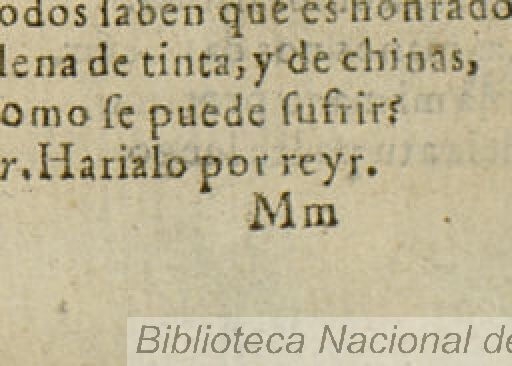 odos ſaben que es honrado
lena de tinta, y de chinas,
omo ſe puede ſufrir?
r. Harialo por reyr.
Mm
Biblioteca Nacional de